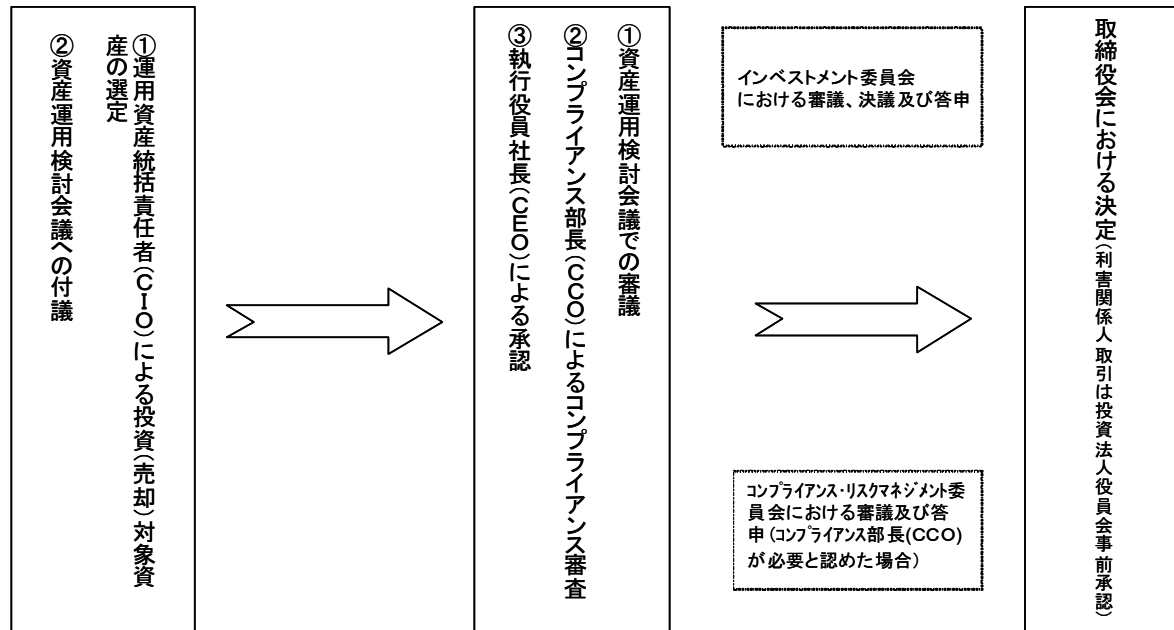 ①運用資産統括責任者(CIO)による投資(売却)対象資
産の選定
②資産運用検討会議への付議
①資産運用検討会議での審議
②コンプライアンス部長(CCO)によるコンプライアンス審査
③執行役員社長(CEO)による承認
インベストメント委員会
における審議、決議及び答申
コンプライアンス・リスクマネジメント委
員会における審議及び答
申(コンプライアンス部長(CCO)
が必要と認めた場合)
取締役会における決定(利害関係人取引は投資法人役員会事前承認)